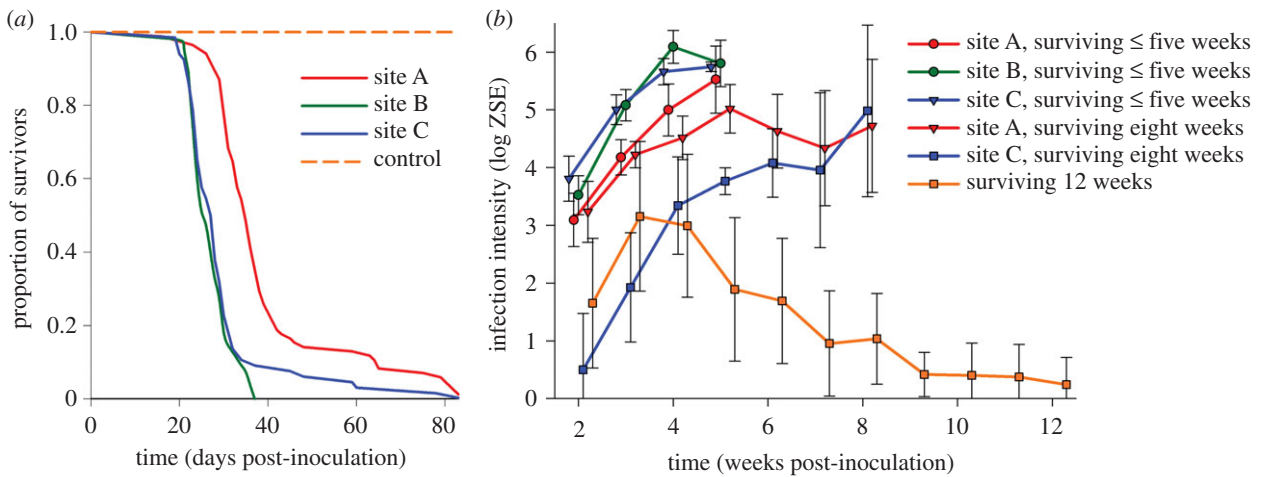 (a)
1.0
0.8
0.6
0.4
0.2
0
proportion of survivors
site A
site B
site C
control
0 20 40 60 80
time (days post-inoculation)
(b)
6
5
4
3
2
1
0
infection intensity (log ZSE)
2 4 6 8 10 12
time (weeks post-inoculation)
site A, surviving ≤ five weeks
site B, surviving ≤ five weeks
site C, surviving ≤ five weeks
site A, surviving eight weeks
site C, surviving eight weeks
surviving 12 weeks